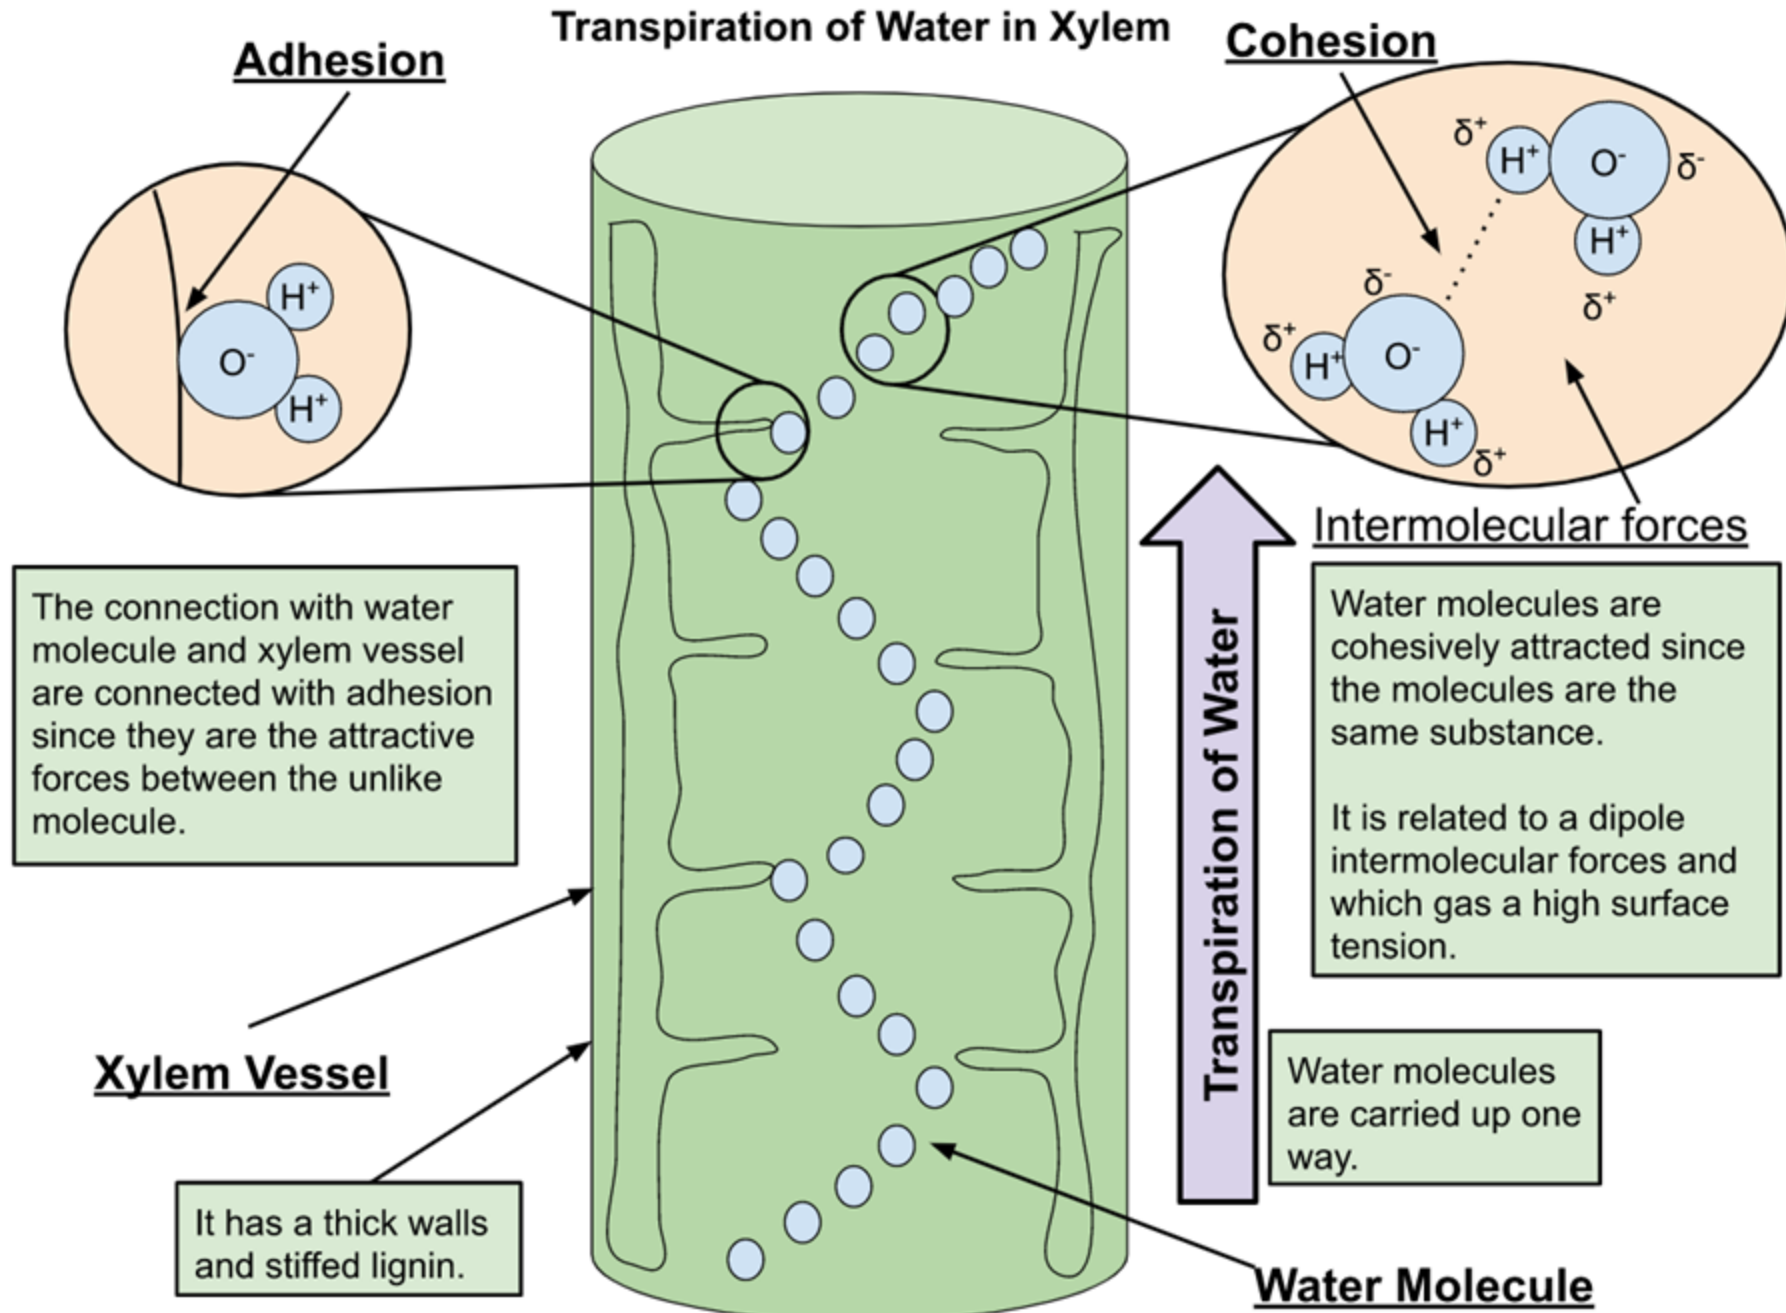 Transpiration of Water in Xylem
Adhesion
Cohesion
H⁺
O⁻
H⁺
δ⁺
H⁺
O⁻
δ⁻
H⁺
δ⁺
δ⁻
δ⁺
H⁺
O⁻
H⁺
δ⁺
Intermolecular forces
The connection with water
molecule and xylem vessel
are connected with adhesion
since they are the attractive
forces between the unlike
molecule.
Water molecules are
cohesively attracted since
the molecules are the
same substance.
It is related to a dipole
intermolecular forces and
which gas a high surface
tension.
Transpiration of Water
Xylem Vessel
Water molecules
are carried up one
way.
It has a thick walls
and stiffed lignin.
Water Molecule